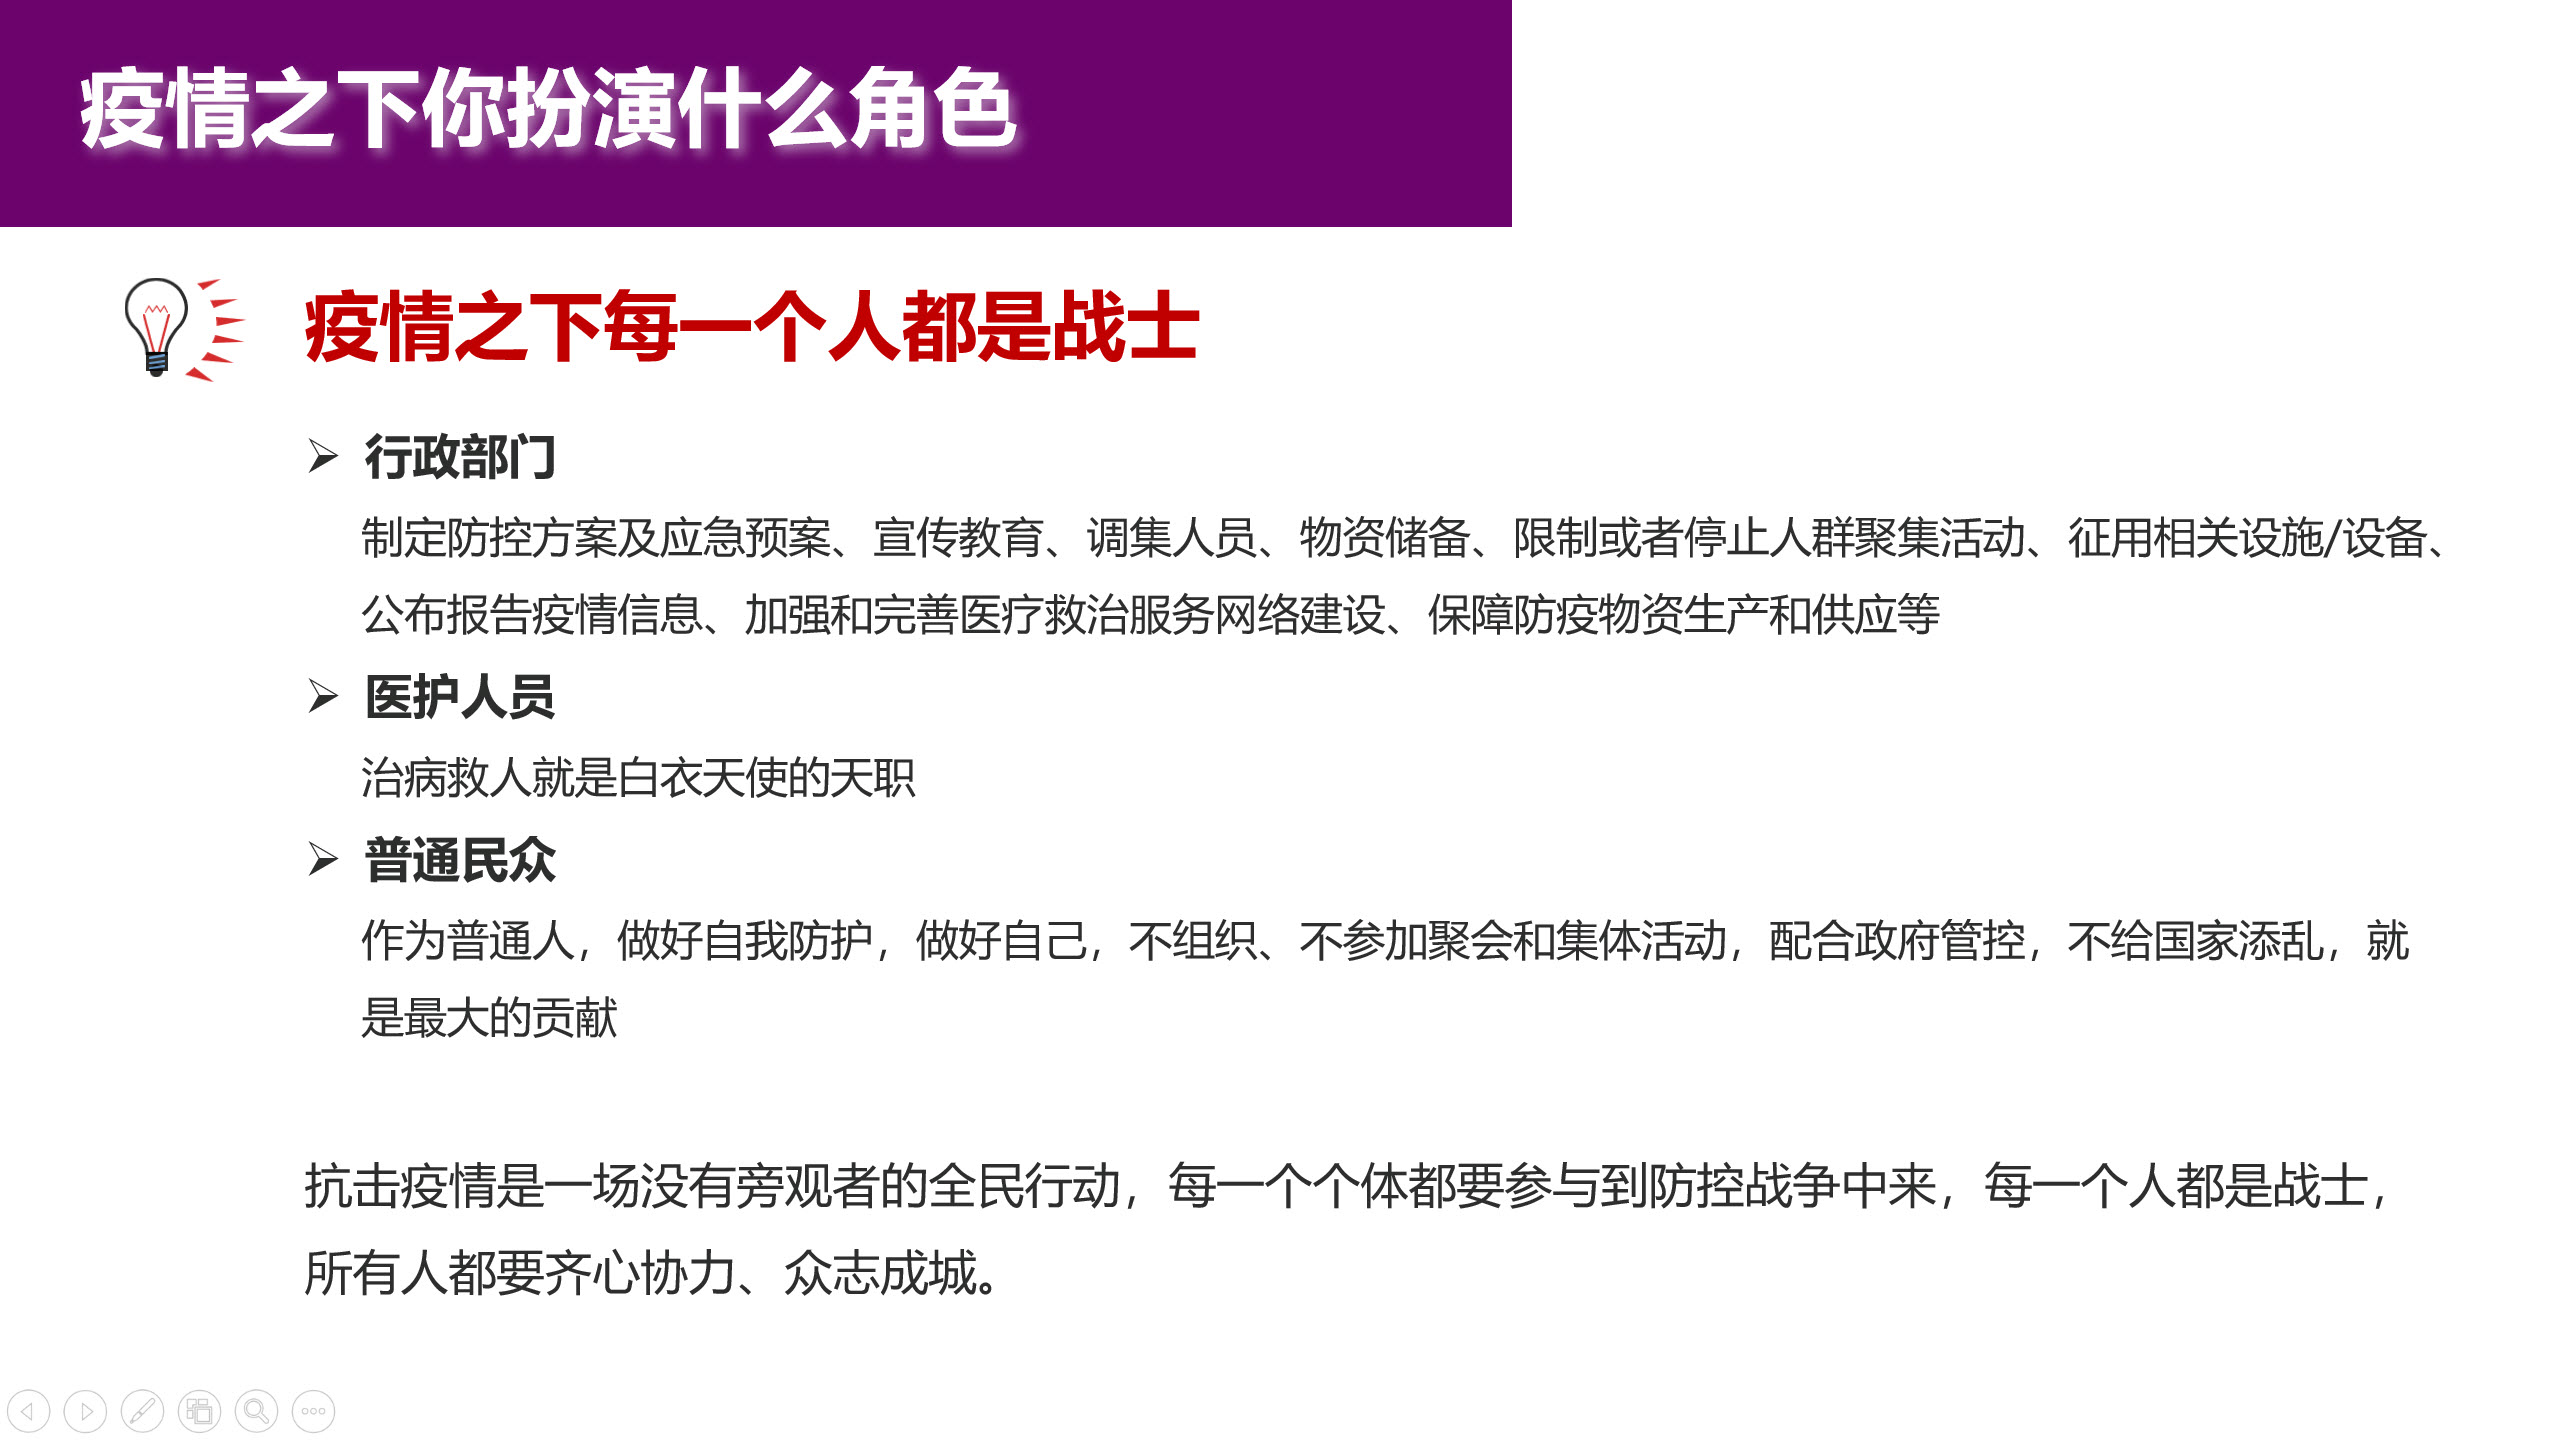 疫情之下你扮演什么角色
疫情之下每一个人都是战士
行政部门
制定防控方案及应急预案、宣传教育、调集人员、物资储备、限制或者停止人群聚集活动、征用相关设施/设备、
公布报告疫情信息、加强和完善医疗救治服务网络建设、保障防疫物资生产和供应等
医护人员
治病救人就是白衣天使的天职
普通民众
作为普通人，做好自我防护，做好自己，不组织、不参加聚会和集体活动，配合政府管控，不给国家添乱，就
是最大的贡献
抗击疫情是一场没有旁观者的全民行动，每一个个体都要参与到防控战争中来，每一个人都是战士，
所有人都要齐心协力、众志成城。